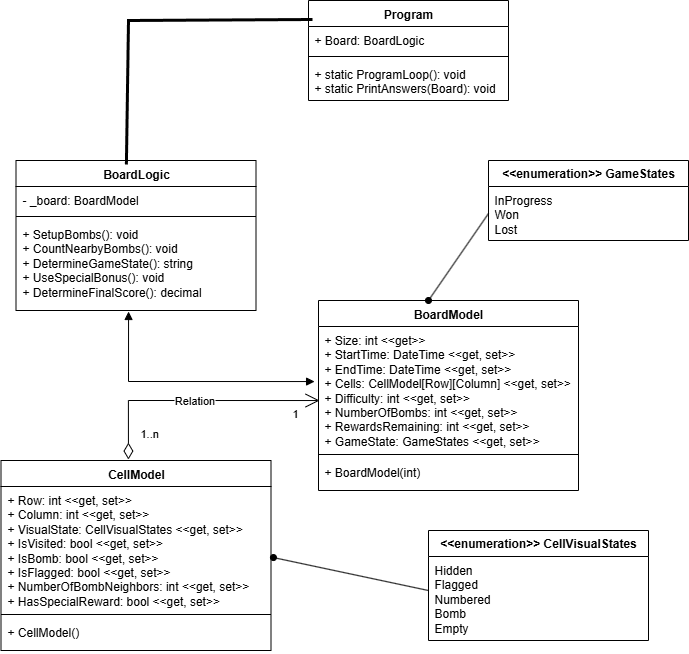 Program
+ Board: BoardLogic
+ static ProgramLoop(): void
+ static PrintAnswers(Board): void
BoardLogic
- _board: BoardModel
+ SetupBombs(): void
+ CountNearbyBombs(): void
+ DetermineGameState(): string
+ UseSpecialBonus(): void
+ DetermineFinalScore(): decimal
<<enumeration>> GameStates
InProgress
Won
Lost
BoardModel
+ Size: int <<get>>
+ StartTime: DateTime <<get, set>>
+ EndTime: DateTime <<get, set>>
+ Cells: CellModel[Row][Column] <<get, set>>
+ Difficulty: int <<get, set>>
+ NumberOfBombs: int <<get, set>>
+ RewardsRemaining: int <<get, set>>
+ GameState: GameStates <<get, set>>
+ BoardModel(int)
Relation
1
1..n
CellModel
+ Row: int <<get, set>>
+ Column: int <<get, set>>
+ VisualState: CellVisualStates <<get, set>>
+ IsVisited: bool <<get, set>>
+ IsBomb: bool <<get, set>>
+ IsFlagged: bool <<get, set>>
+ NumberOfBombNeighbors: int <<get, set>>
+ HasSpecialReward: bool <<get, set>>
+ CellModel()
<<enumeration>> CellVisualStates
Hidden
Flagged
Numbered
Bomb
Empty